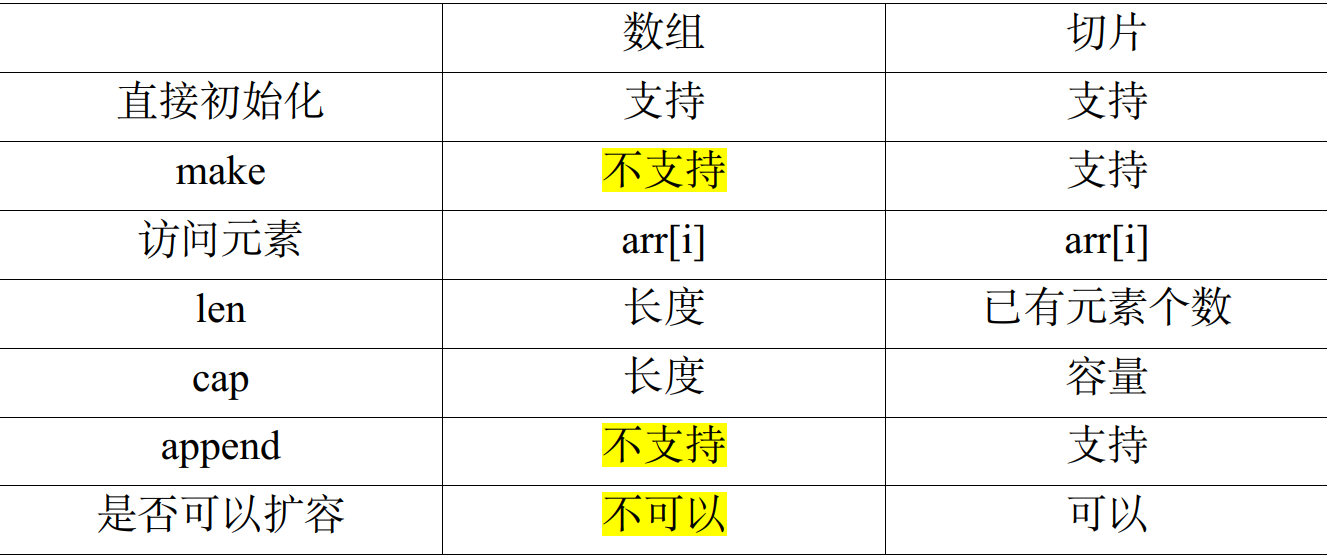 数组 切片
直接初始化 支持 支持
make 不支持 支持
访问元素 arr[i] arr[i]
len 长度 已有元素个数
cap 长度 容量
append 不支持 支持
是否可以扩容 不可以 可以